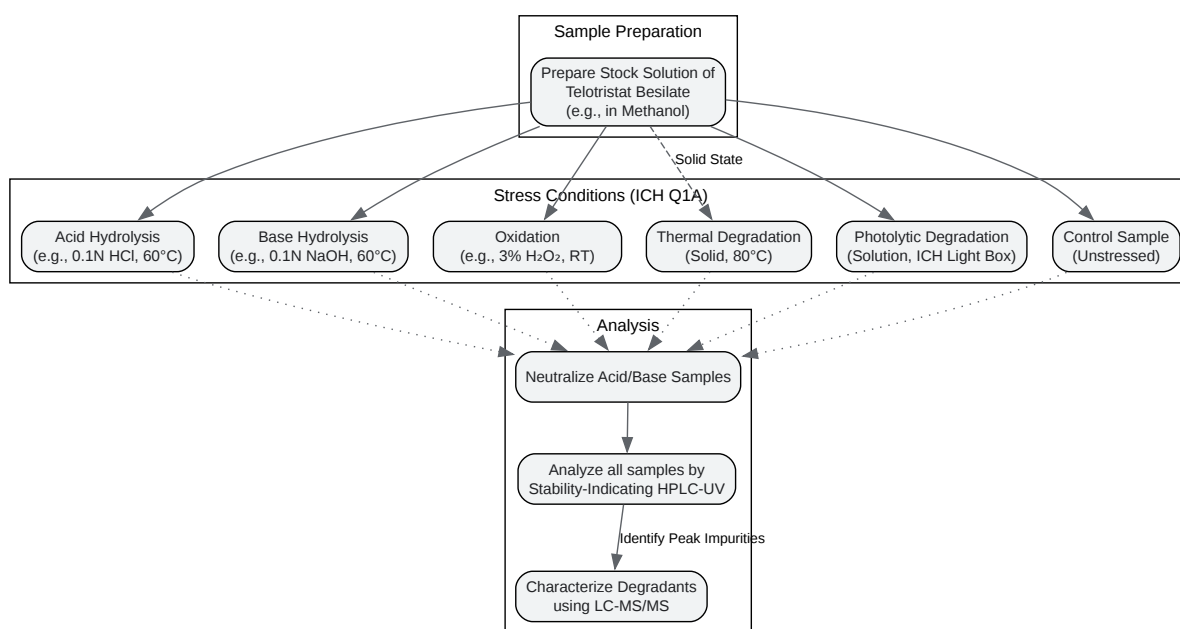 Sample Preparation
Prepare Stock Solution of
Telotristat Besilate
(e.g., in Methanol)
Solid State
Stress Conditions (ICH Q1A)
Acid Hydrolysis
(e.g., 0.1N HCl, 60°C)
Base Hydrolysis
(e.g., 0.1N NaOH, 60°C)
Oxidation
(e.g., 3% H₂O₂, RT)
Thermal Degradation
(Solid, 80°C)
Photolytic Degradation
(Solution, ICH Light Box)
Control Sample
(Unstressed)
Analysis
Neutralize Acid/Base Samples
Analyze all samples by
Stability-Indicating HPLC-UV
Identify Peak Impurities
Characterize Degradants
using LC-MS/MS